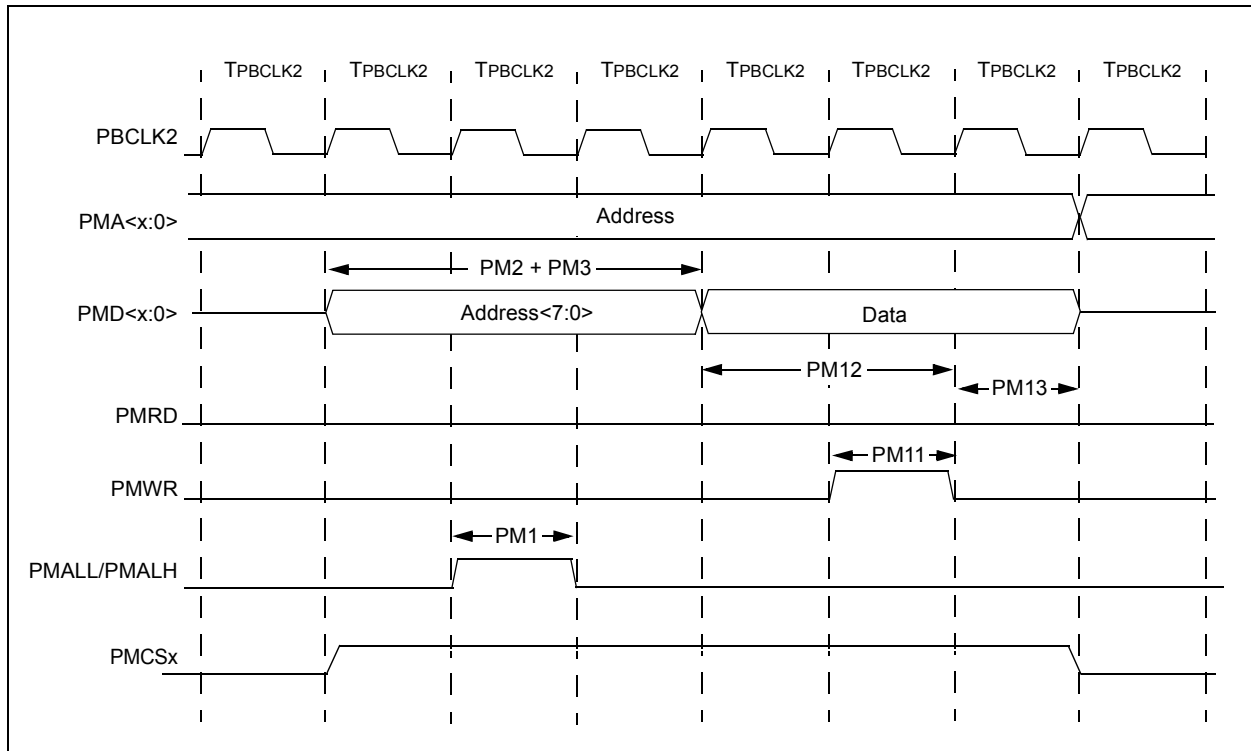 TPBCLK2 TPBCLK2 TPBCLK2 TPBCLK2 TPBCLK2 TPBCLK2 TPBCLK2 TPBCLK2
PBCLK2
PMA<x:0> Address
PM2 + PM3
PMD<x:0> Address<7:0> Data
PM12
PM13
PMRD
PM11
PMWR
PM1
PMALL/PMALH
PMCSx